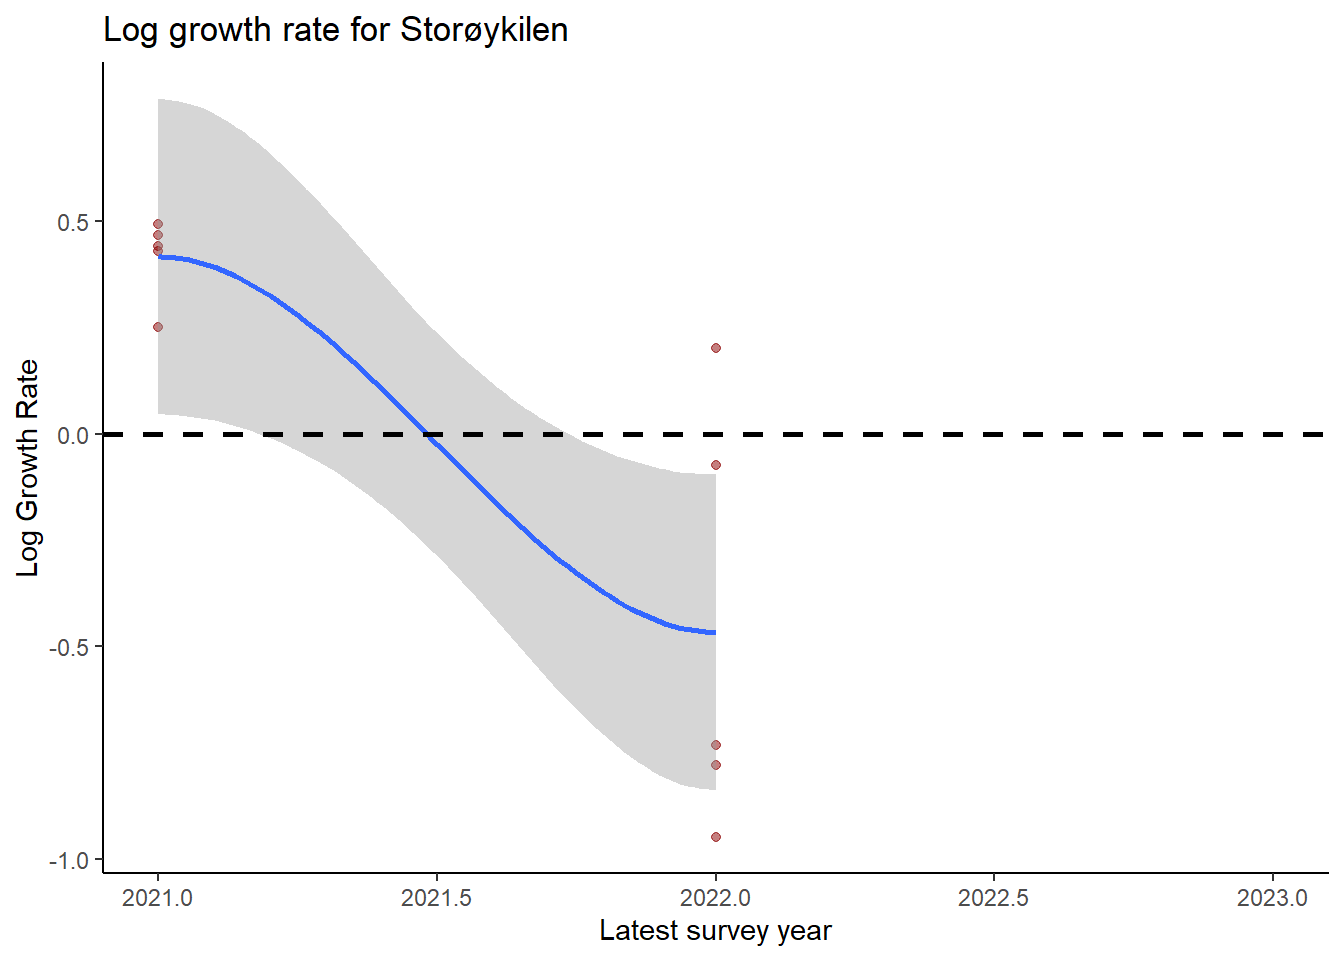 Log growth rate for Storøykilen
Log Growth Rate
0.5
0.0
-0.5
-1.0
2021.0 2021.5 2022.0 2022.5 2023.0
Latest survey year